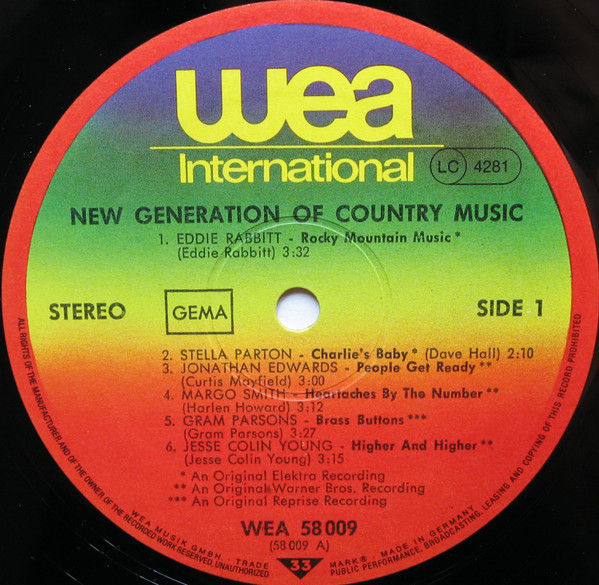 wea
International
LC 4281
NEW GENERATION OF COUNTRY MUSIC
1. EDDIE RABBITT - Rocky Mountain Music *
(Eddie Rabbitt) 3:32
STEREO
GEMA
SIDE 1
2. STELLA PARTON - Charlie's Baby * (Dave Hall) 2:10
3. JONATHAN EDWARDS - People Get Ready **
(Curtis Mayfield) 3:00
4. MARGO SMITH - Heartaches By The Number **
(Harlen Howard) 3:12
5. GRAM PARSONS - Brass Buttons ***
(Gram Parsons) 3:27
6. JESSE COLIN YOUNG - Higher And Higher **
(Jesse Colin Young) 3:15
* An Original Elektra Recording
** An Original Warner Bros. Recording
*** An Original Reprise Recording
WEA 58 009
(58 009 A)
33
ALL RIGHTS OF THE MANUFACTURER AND OF THE OWNER OF THE RECORDED WORK RESERVED, UNAUTHORIZED
PUBLIC PERFORMANCE, BROADCASTING, LEASING AND COPYING OF THIS RECORD PROHIBITED
WEA MUSIK GMBH - TRADE MARK® - MADE IN GERMANY